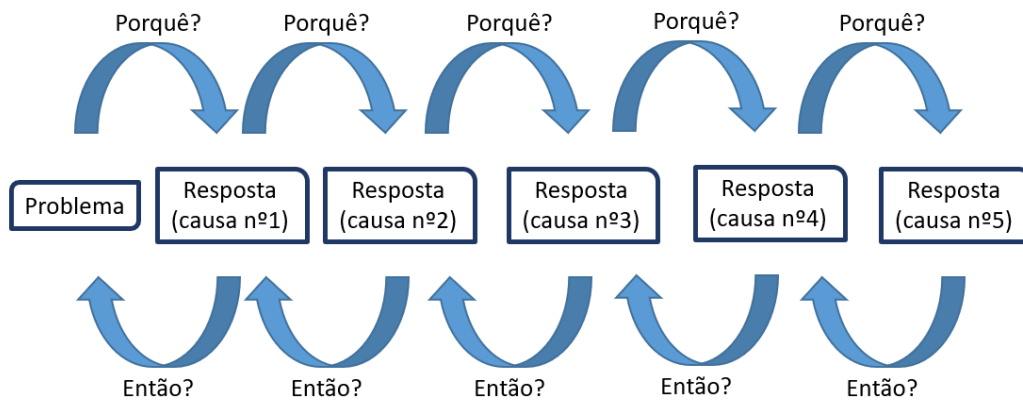 Porquê?
Porquê?
Porquê?
Porquê?
Porquê?
Problema
Resposta
(causa nº1)
Resposta
(causa nº2)
Resposta
(causa nº3)
Resposta
(causa nº4)
Resposta
(causa nº5)
Então?
Então?
Então?
Então?
Então?